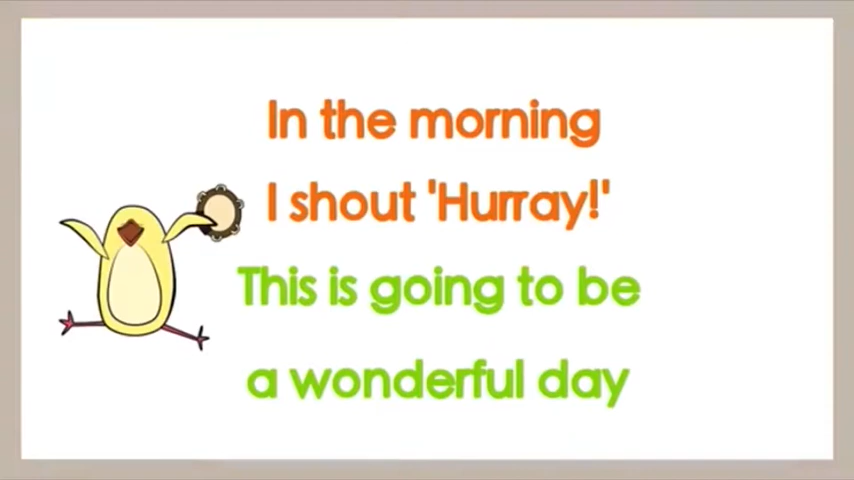 In the morning
I shout 'Hurray!'
This is going to be
a wonderful day